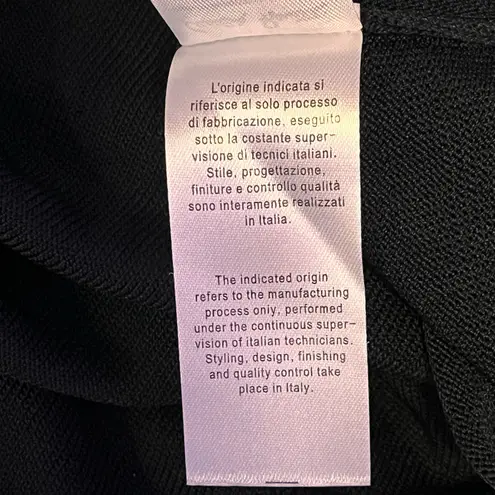 L'origine indicata si
riferisce al solo processo
di fabbricazione, eseguito
sotto la costante super-
visione di tecnici italiani.
Stile, progettazione,
finiture e controllo qualità
sono interamente realizzati
in Italia.
The indicated origin
refers to the manufacturing
process only, performed
under the continuous super-
vision of italian technicians.
Styling, design, finishing
and quality control take
place in Italy.